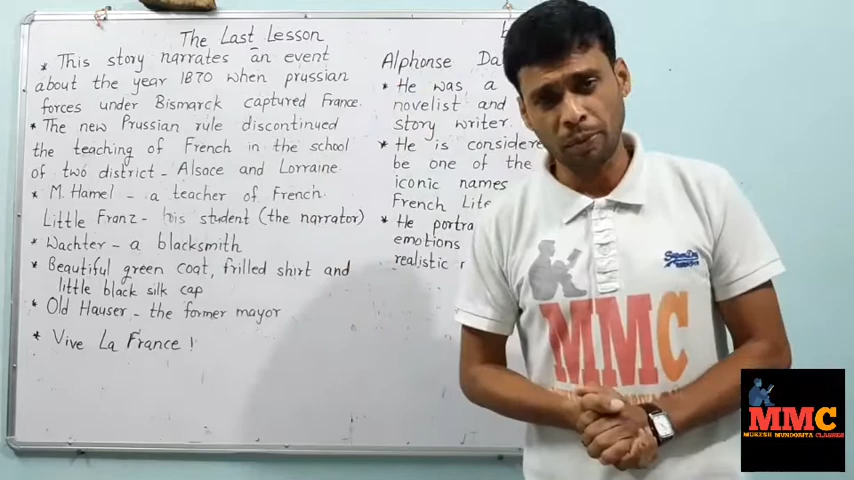 The Last Lesson
* This story narrates an event
about the year 1870 when prussian
forces under Bismarck captured France.
* The new Prussian rule discontinued
the teaching of French in the school
of two district - Alsace and Lorraine.
* M. Hamel - a teacher of French.
Little Franz - his student (the narrator)
* Wachter - a blacksmith
* Beautiful green coat, frilled shirt and
little black silk cap
* Old Hauser - the former mayor
* Vive La France !
Alphonse
* He was a
novelist and
story writer.
* He is considere
be one of the
iconic names
French
* He
emotions
realistic
Superdry
MMC
MMC
MUKESH MUNDORIYA CLASSES